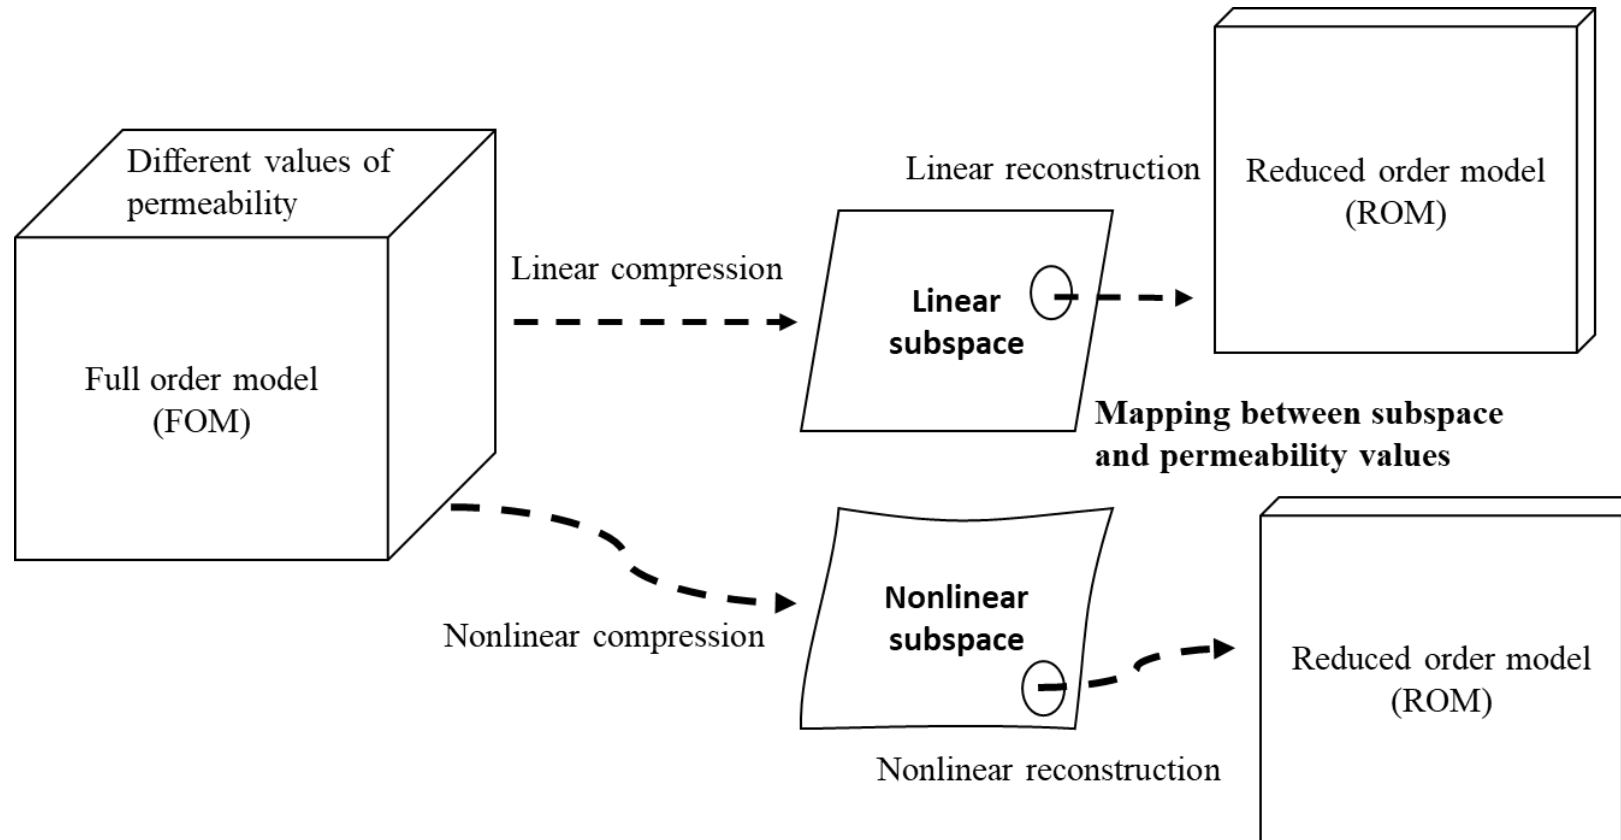 Different values of
permeability
Full order model
(FOM)
Linear compression
Nonlinear compression
Linear
subspace
Linear reconstruction
Reduced order model
(ROM)
Mapping between subspace
and permeability values
Nonlinear
subspace
Nonlinear reconstruction
Reduced order model
(ROM)